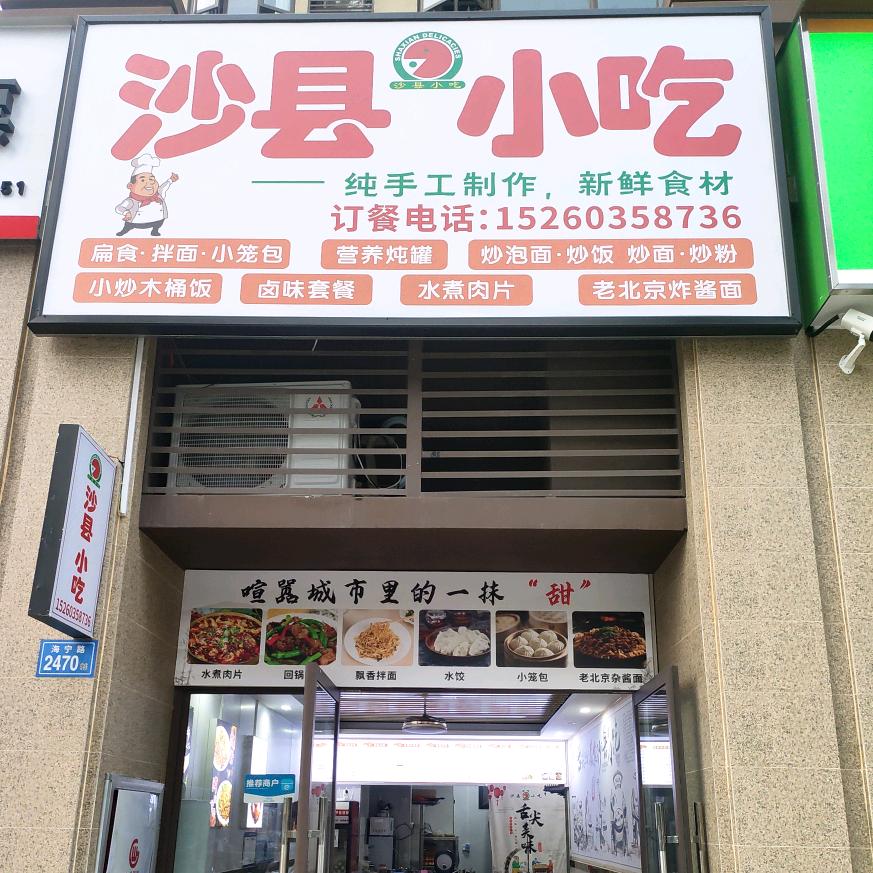 沙县小吃
SHAXIAN DELICACIES
沙县小吃
—— 纯手工制作，新鲜食材
订餐电话:15260358736
扁食·拌面·小笼包 营养炖罐 炒泡面·炒饭 炒面·炒粉
小炒木桶饭 卤味套餐 水煮肉片 老北京炸酱面
51
沙县小吃
15260358736
海宁路
2470
喧嚣城市里的一抹“甜”
水煮肉片 回锅 飘香拌面 水饺 小笼包 老北京杂酱面
推荐商户
舌尖美味